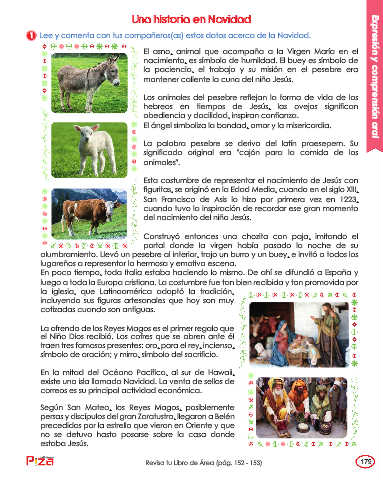 Una historia en Navidad
1 Lee y comenta con tus compañeros(as) estos datos acerca de la Navidad.
El asno, animal que acompaña a la Virgen María en el
nacimiento, es símbolo de humildad. El buey es símbolo de
la paciencia, el trabajo y su misión en el pesebre era
mantener caliente la cuna del niño Jesús.
Los animales del pesebre reflejan la forma de vida de los
hebreos en tiempos de Jesús, las ovejas significan
obediencia y docilidad, inspiran confianza.
El ángel simboliza la bondad, amor y la misericordia.
La palabra pesebre se deriva del latín praesepem. Su
significado original era "cajón para la comida de los
animales".
Esta costumbre de representar el nacimiento de Jesús con
figuritas, se originó en la Edad Media, cuando en el siglo XIII,
San Francisco de Asís lo hizo por primera vez en 1223,
cuando tuvo la inspiración de recordar ese gran momento
del nacimiento del niño Jesús.
Construyó entonces una chozita con paja, imitando el
portal donde la virgen había pasado la noche de su
alumbramiento. Llevó un pesebre al interior, trajo un burro y un buey, e invitó a todos los
lugareños a representar la hermosa y emotiva escena.
En poco tiempo, toda Italia estaba haciendo lo mismo. De ahí se difundió a España y
luego a toda la Europa cristiana. La costumbre fue tan bien recibida y tan promovida por
la iglesia, que Latinoamérica adoptó la tradición,
incluyendo sus figuras artesonales que hoy son muy
cotizadas cuando son antiguas.
La ofrenda de los Reyes Magos es el primer regalo que
el Niño Dios recibió. Los cofres que se abren ante él
traen tres famosos presentes: oro, para el rey, incienso,
símbolo de oración; y mirra, símbolo del sacrificio.
En la mitad del Océano Pacífico, al sur de Hawaii,
existe una isla llamada Navidad. La venta de sellos de
correos es su principal actividad económica.
Según San Mateo, los Reyes Magos, posiblemente
persas y discípulos del gran Zoratustra, llegaron a Belén
precedidos por la estrella que vieron en Oriente y que
no se detuvo hasta posarse sobre la casa donde
estaba Jesús.
Expresión y comprensión oral
Revisa tu Libro de Área (pág. 152 - 153)
175